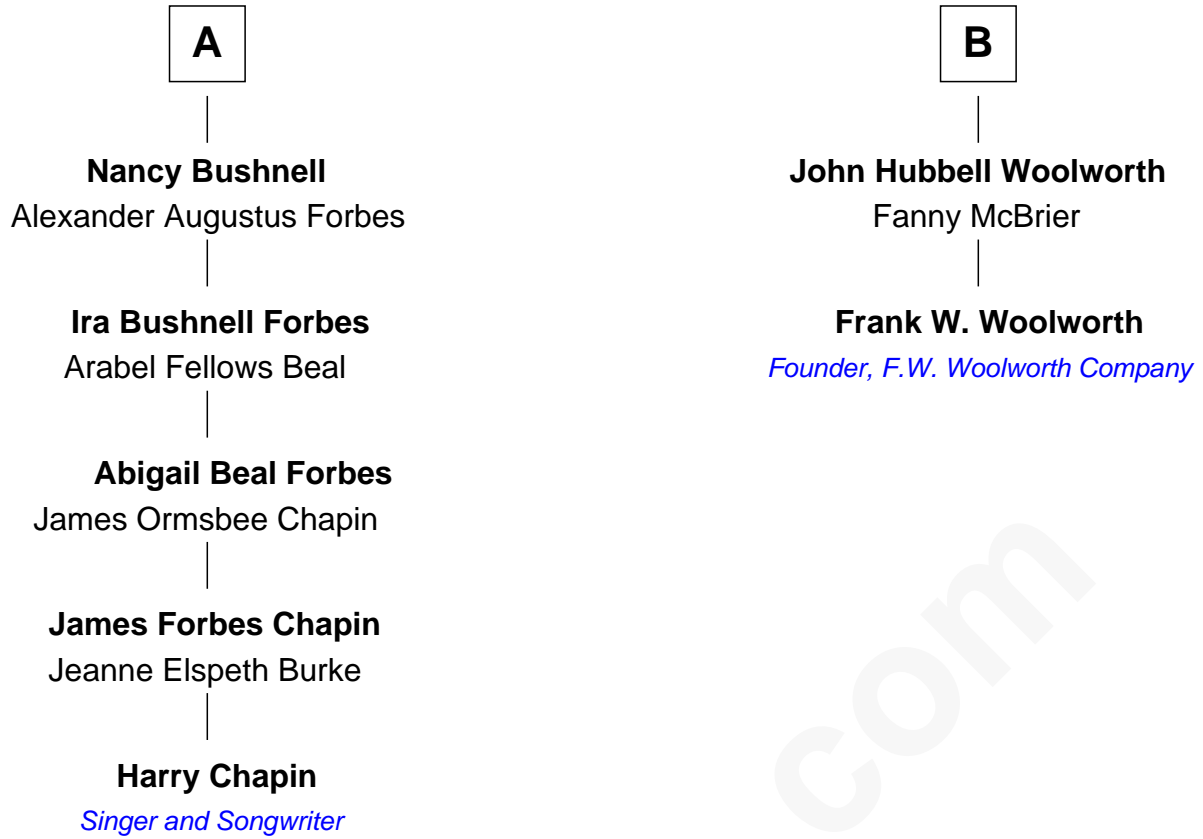 A
Nancy Bushnell
Alexander Augustus Forbes
Ira Bushnell Forbes
Arabel Fellows Beal
Abigail Beal Forbes
James Ormsbee Chapin
James Forbes Chapin
Jeanne Elspeth Burke
Harry Chapin
Singer and Songwriter
B
John Hubbell Woolworth
Fanny McBrier
Frank W. Woolworth
Founder, F.W. Woolworth Company
com